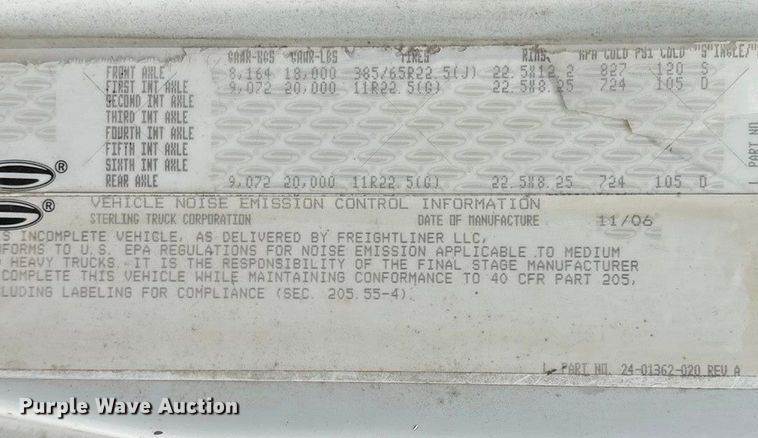 GAWR-KGS GAWR-LBS TIRES RIMS KPA COLD PSI COLD "S"INGLE/"
FRONT AXLE 8,164 18,000 385/65R22.5(J) 22.5X12.2 827 120 S
FIRST INT AXLE 9,072 20,000 11R22.5(G) 22.5X8.25 724 105 D
SECOND INT AXLE
THIRD INT AXLE
FOURTH INT AXLE
FIFTH INT AXLE
SIXTH INT AXLE
REAR AXLE 9,072 20,000 11R22.5(G) 22.5X8.25 724 105 D
L PART NO.
®
®
VEHICLE NOISE EMISSION CONTROL INFORMATION
STERLING TRUCK CORPORATION DATE OF MANUFACTURE 11/06
S INCOMPLETE VEHICLE, AS DELIVERED BY FREIGHTLINER LLC,
NFORMS TO U.S. EPA REGULATIONS FOR NOISE EMISSION APPLICABLE TO MEDIUM
D HEAVY TRUCKS. IT IS THE RESPONSIBILITY OF THE FINAL STAGE MANUFACTURER
COMPLETE THIS VEHICLE WHILE MAINTAINING CONFORMANCE TO 40 CFR PART 205,
CLUDING LABELING FOR COMPLIANCE (SEC. 205.55-4).
L PART NO. 24-01362-020 REV A
Purple Wave Auction